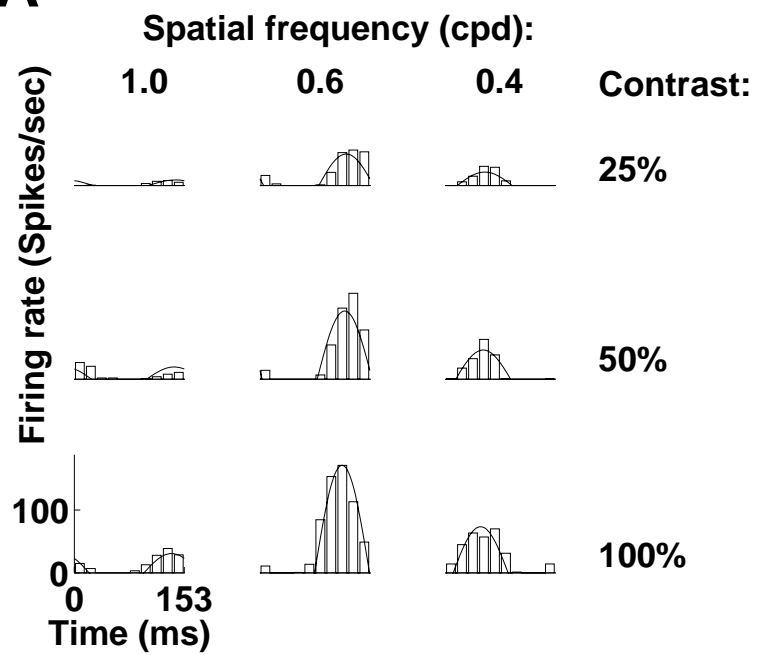 A
Spatial frequency (cpd):
1.0 0.6 0.4 Contrast:
Firing rate (Spikes/sec)
25%
50%
100
0
100%
0 153
Time (ms)